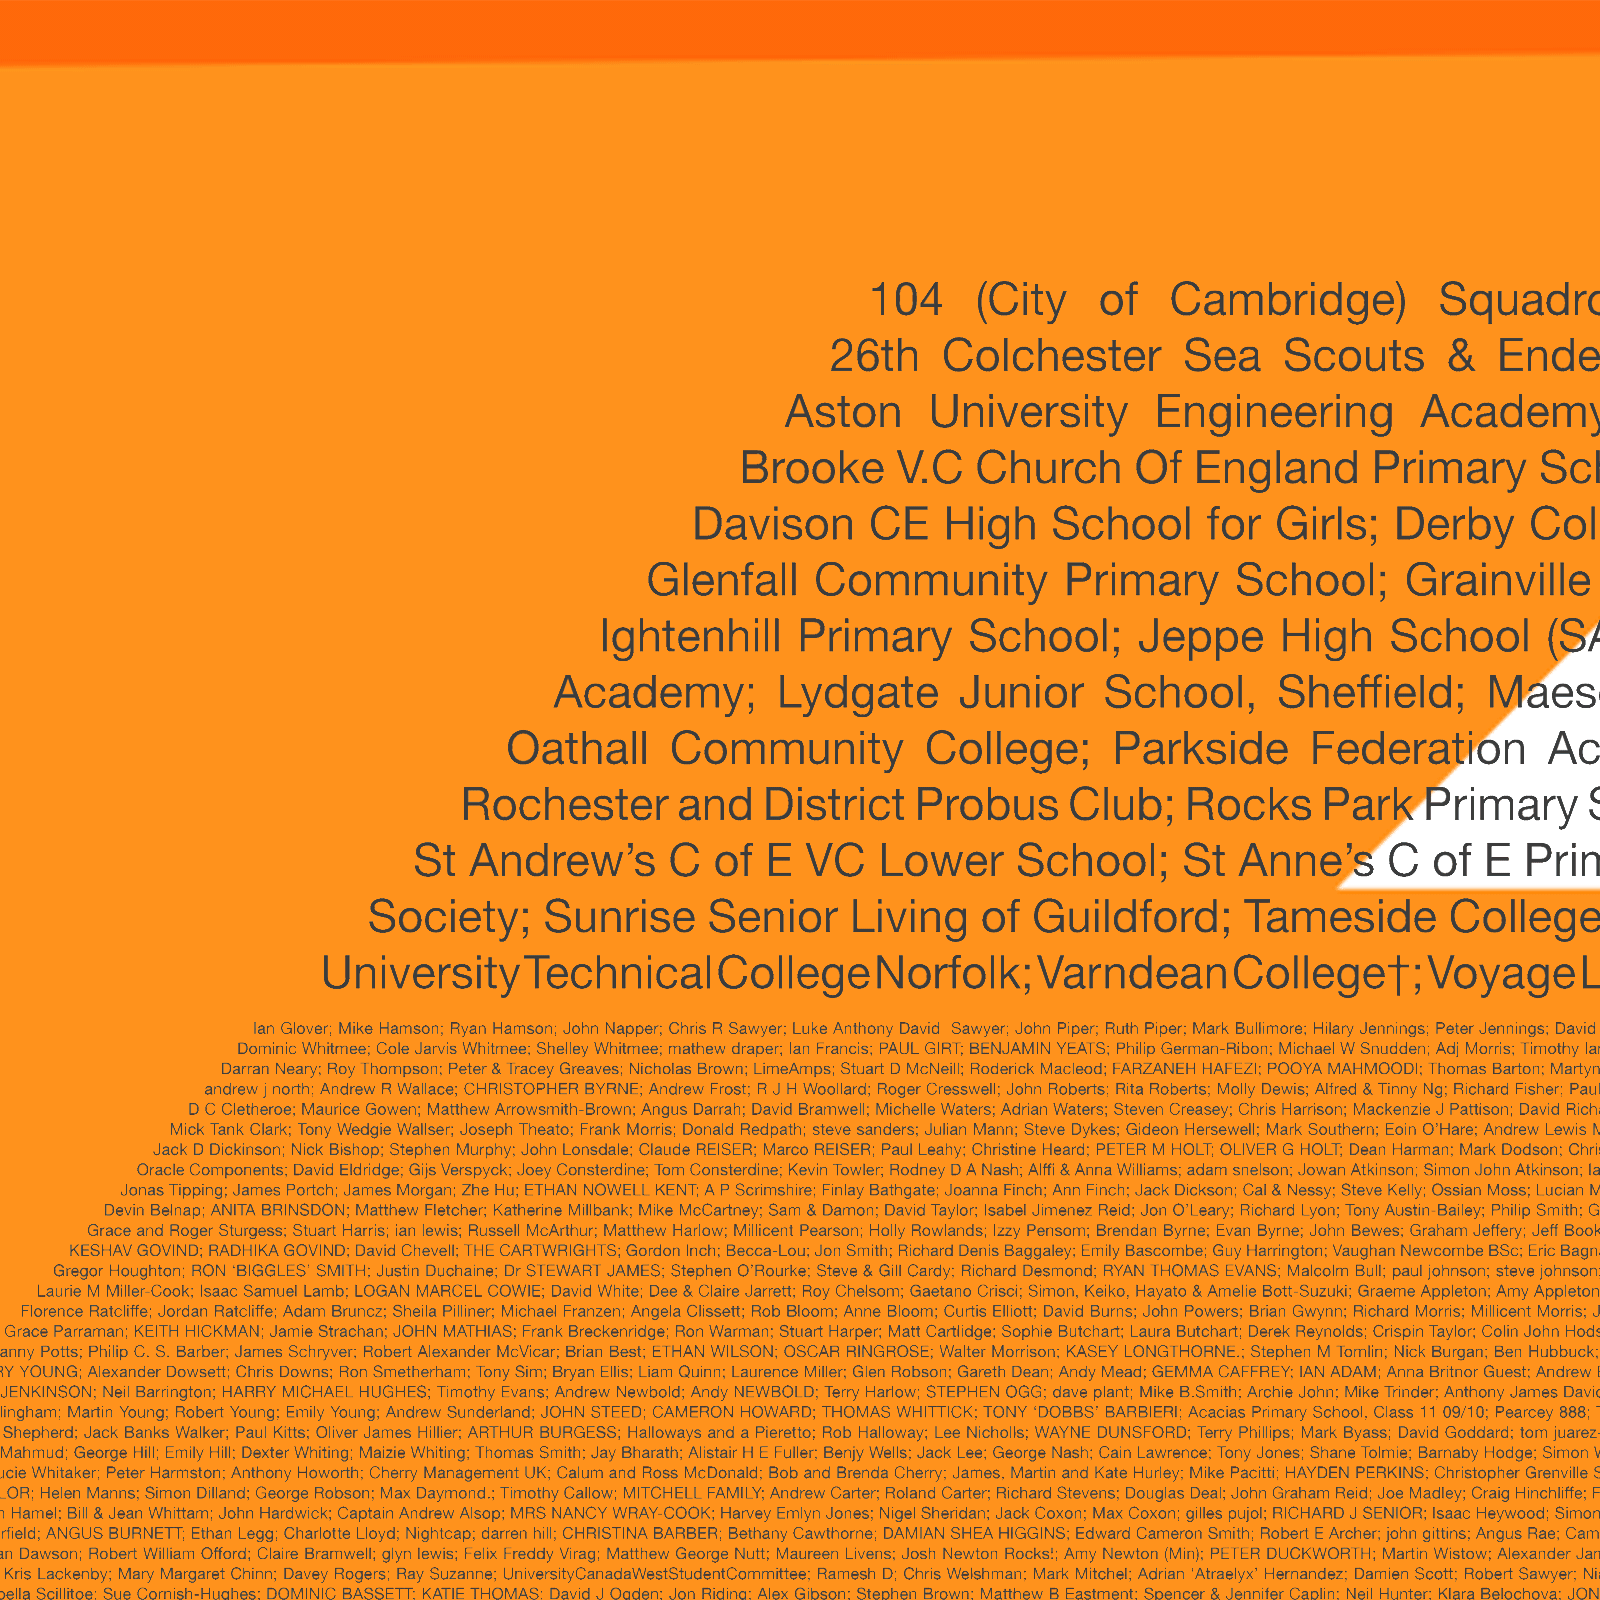 104 (City of Cambridge) Squadro
26th Colchester Sea Scouts & Ende
Aston University Engineering Academy
Brooke V.C Church Of England Primary Sch
Davison CE High School for Girls; Derby Col
Glenfall Community Primary School; Grainville
Ightenhill Primary School; Jeppe High School (SA
Academy; Lydgate Junior School, Sheffield; Maese
Oathall Community College; Parkside Federation Ac
Rochester and District Probus Club; Rocks Park Primary S
St Andrew’s C of E VC Lower School; St Anne’s C of E Prim
Society; Sunrise Senior Living of Guildford; Tameside College
University Technical College Norfolk; Varndean College†; Voyage L
Ian Glover; Mike Hamson; Ryan Hamson; John Napper; Chris R Sawyer; Luke Anthony David Sawyer; John Piper; Ruth Piper; Mark Bullimore; Hilary Jennings; Peter Jennings; David
Dominic Whitmee; Cole Jarvis Whitmee; Shelley Whitmee; mathew draper; Ian Francis; PAUL GIRT; BENJAMIN YEATS; Philip German-Ribon; Michael W Snudden; Adj Morris; Timothy Ian
Darran Neary; Roy Thompson; Peter & Tracey Greaves; Nicholas Brown; LimeAmps; Stuart D McNeill; Roderick Macleod; FARZANEH HAFEZI; POOYA MAHMOODI; Thomas Barton; Martyn
andrew j north; Andrew R Wallace; CHRISTOPHER BYRNE; Andrew Frost; R J H Woollard; Roger Cresswell; John Roberts; Rita Roberts; Molly Dewis; Alfred & Tinny Ng; Richard Fisher; Paul
D C Cletheroe; Maurice Gowen; Matthew Arrowsmith-Brown; Angus Darrah; David Bramwell; Michelle Waters; Adrian Waters; Steven Creasey; Chris Harrison; Mackenzie J Pattison; David Richa
Mick Tank Clark; Tony Wedgie Wallser; Joseph Theato; Frank Morris; Donald Redpath; steve sanders; Julian Mann; Steve Dykes; Gideon Hersewell; Mark Southern; Eoin O’Hare; Andrew Lewis M
Jack D Dickinson; Nick Bishop; Stephen Murphy; John Lonsdale; Claude REISER; Marco REISER; Paul Leahy; Christine Heard; PETER M HOLT; OLIVER G HOLT; Dean Harman; Mark Dodson; Chris
Oracle Components; David Eldridge; Gijs Verspyck; Joey Consterdine; Tom Consterdine; Kevin Towler; Rodney D A Nash; Alffi & Anna Williams; adam snelson; Jowan Atkinson; Simon John Atkinson; Ia
Jonas Tipping; James Portch; James Morgan; Zhe Hu; ETHAN NOWELL KENT; A P Scrimshire; Finlay Bathgate; Joanna Finch; Ann Finch; Jack Dickson; Cal & Nessy; Steve Kelly; Ossian Moss; Lucian M
Devin Belnap; ANITA BRINSDON; Matthew Fletcher; Katherine Millbank; Mike McCartney; Sam & Damon; David Taylor; Isabel Jimenez Reid; Jon O’Leary; Richard Lyon; Tony Austin-Bailey; Philip Smith; G
Grace and Roger Sturgess; Stuart Harris; ian lewis; Russell McArthur; Matthew Harlow; Millicent Pearson; Holly Rowlands; Izzy Pensom; Brendan Byrne; Evan Byrne; John Bewes; Graham Jeffery; Jeff Book
KESHAV GOVIND; RADHIKA GOVIND; David Chevell; THE CARTWRIGHTS; Gordon Inch; Becca-Lou; Jon Smith; Richard Denis Baggaley; Emily Bascombe; Guy Harrington; Vaughan Newcombe BSc; Eric Bagna
Gregor Houghton; RON ‘BIGGLES’ SMITH; Justin Duchaine; Dr STEWART JAMES; Stephen O’Rourke; Steve & Gill Cardy; Richard Desmond; RYAN THOMAS EVANS; Malcolm Bull; paul johnson; steve johnson;
Laurie M Miller-Cook; Isaac Samuel Lamb; LOGAN MARCEL COWIE; David White; Dee & Claire Jarrett; Roy Chelsom; Gaetano Crisci; Simon, Keiko, Hayato & Amelie Bott-Suzuki; Graeme Appleton; Amy Appleton
Florence Ratcliffe; Jordan Ratcliffe; Adam Bruncz; Sheila Pilliner; Michael Franzen; Angela Clissett; Rob Bloom; Anne Bloom; Curtis Elliott; David Burns; John Powers; Brian Gwynn; Richard Morris; Millicent Morris; J
Grace Parraman; KEITH HICKMAN; Jamie Strachan; JOHN MATHIAS; Frank Breckenridge; Ron Warman; Stuart Harper; Matt Cartlidge; Sophie Butchart; Laura Butchart; Derek Reynolds; Crispin Taylor; Colin John Hods
anny Potts; Philip C. S. Barber; James Schryver; Robert Alexander McVicar; Brian Best; ETHAN WILSON; OSCAR RINGROSE; Walter Morrison; KASEY LONGTHORNE.; Stephen M Tomlin; Nick Burgan; Ben Hubbuck;
RY YOUNG; Alexander Dowsett; Chris Downs; Ron Smetherham; Tony Sim; Bryan Ellis; Liam Quinn; Laurence Miller; Glen Robson; Gareth Dean; Andy Mead; GEMMA CAFFREY; IAN ADAM; Anna Britnor Guest; Andrew
JENKINSON; Neil Barrington; HARRY MICHAEL HUGHES; Timothy Evans; Andrew Newbold; Andy NEWBOLD; Terry Harlow; STEPHEN OGG; dave plant; Mike B.Smith; Archie John; Mike Trinder; Anthony James David
lingham; Martin Young; Robert Young; Emily Young; Andrew Sunderland; JOHN STEED; CAMERON HOWARD; THOMAS WHITTICK; TONY ‘DOBBS’ BARBIERI; Acacias Primary School, Class 11 09/10; Pearcey 888; T
Shepherd; Jack Banks Walker; Paul Kitts; Oliver James Hillier; ARTHUR BURGESS; Halloways and a Pieretto; Rob Halloway; Lee Nicholls; WAYNE DUNSFORD; Terry Phillips; Mark Byass; David Goddard; tom juarez-
Mahmud; George Hill; Emily Hill; Dexter Whiting; Maizie Whiting; Thomas Smith; Jay Bharath; Alistair H E Fuller; Benjy Wells; Jack Lee; George Nash; Cain Lawrence; Tony Jones; Shane Tolmie; Barnaby Hodge; Simon W
ucie Whitaker; Peter Harmston; Anthony Howorth; Cherry Management UK; Calum and Ross McDonald; Bob and Brenda Cherry; James, Martin and Kate Hurley; Mike Pacitti; HAYDEN PERKINS; Christopher Grenville S
LOR; Helen Manns; Simon Dilland; George Robson; Max Daymond.; Timothy Callow; MITCHELL FAMILY; Andrew Carter; Roland Carter; Richard Stevens; Douglas Deal; John Graham Reid; Joe Madley; Craig Hinchliffe; F
n Hamel; Bill & Jean Whittam; John Hardwick; Captain Andrew Alsop; MRS NANCY WRAY-COOK; Harvey Emlyn Jones; Nigel Sheridan; Jack Coxon; Max Coxon; gilles pujol; RICHARD J SENIOR; Isaac Heywood; Simon
rfield; ANGUS BURNETT; Ethan Legg; Charlotte Lloyd; Nightcap; darren hill; CHRISTINA BARBER; Bethany Cawthorne; DAMIAN SHEA HIGGINS; Edward Cameron Smith; Robert E Archer; john gittins; Angus Rae; Cam
an Dawson; Robert William Offord; Claire Bramwell; glyn lewis; Felix Freddy Virag; Matthew George Nutt; Maureen Livens; Josh Newton Rocks!; Amy Newton (Min); PETER DUCKWORTH; Martin Wistow; Alexander Jam
Kris Lackenby; Mary Margaret Chinn; Davey Rogers; Ray Suzanne; UniversityCanadaWestStudentCommittee; Ramesh D; Chris Welshman; Mark Mitchel; Adrian ‘Atraelyx’ Hernandez; Damien Scott; Robert Sawyer; Ni
bella Scillitoe; Sue Cornish-Hughes; DOMINIC BASSETT; KATIE THOMAS; David J Ogden; Jon Riding; Alex Gibson; Stephen Brown; Matthew B Eastment; Spencer & Jennifer Caplin; Neil Hunter; Klara Belochova; JON